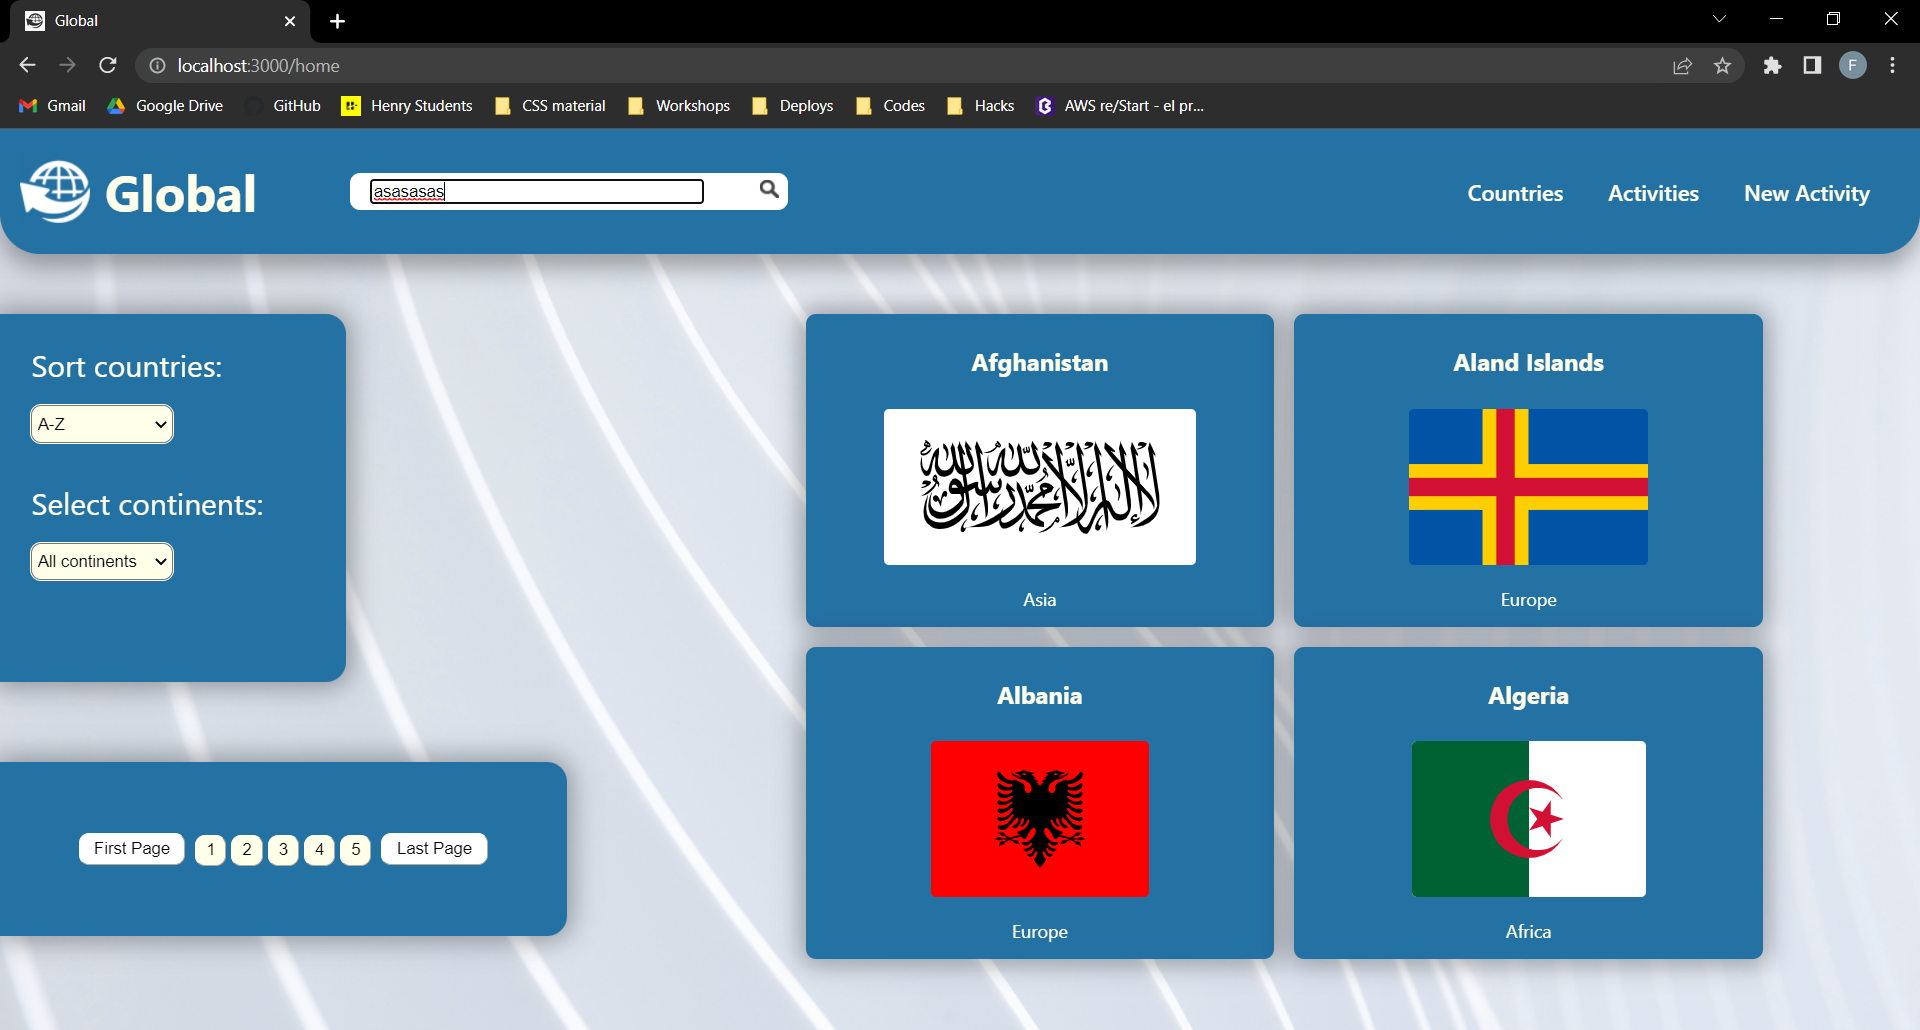 Global
localhost:3000/home
F
Gmail
Google Drive
GitHub
Henry Students
CSS material
Workshops
Deploys
Codes
Hacks
AWS re/Start - el pr...
Global
asasasas
Countries
Activities
New Activity
Sort countries:
A-Z
Select continents:
All continents
First Page
1
2
3
4
5
Last Page
Afghanistan
لا إله إلا الله محمد رسول الله
Asia
Aland Islands
Europe
Albania
Europe
Algeria
Africa